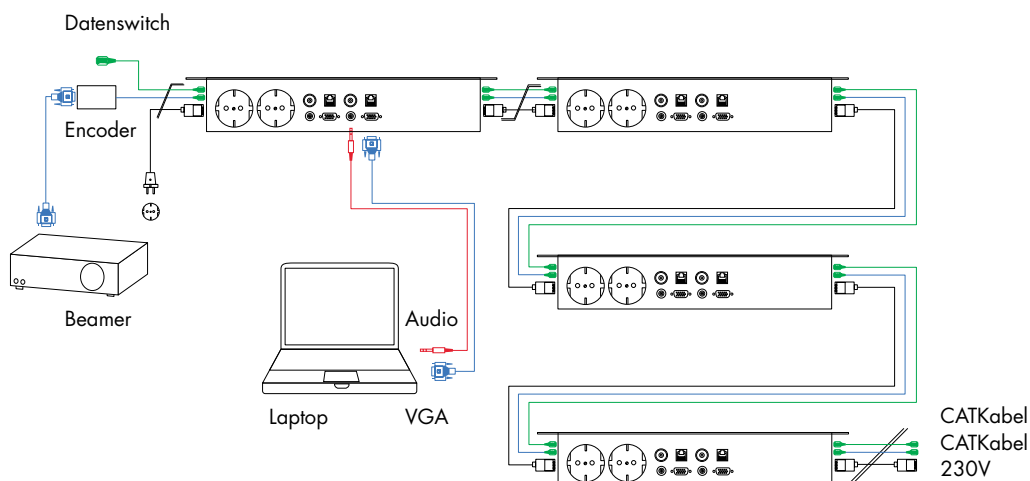 Datenswitch
Encoder
Beamer
Audio
Laptop
VGA
CATKabel
CATKabel
230V